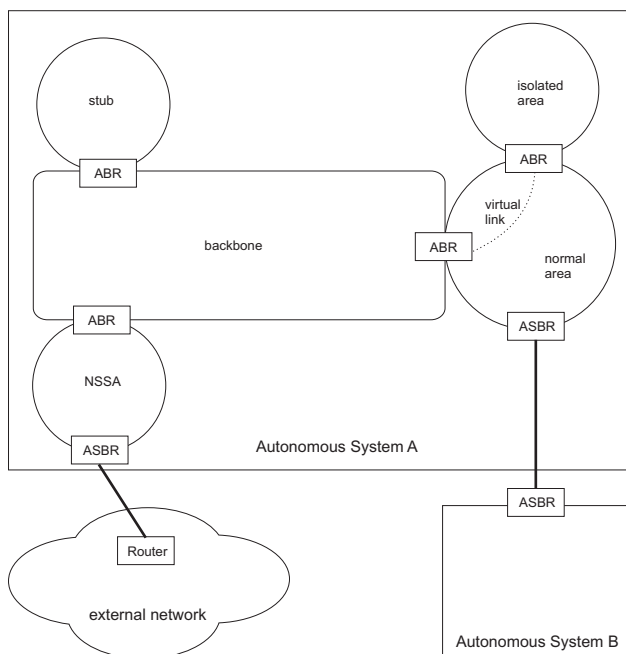 stub
isolated
area
ABR
ABR
virtual
link
backbone
ABR
normal
area
ABR
ASBR
NSSA
ASBR
Autonomous System A
ASBR
Router
external network
Autonomous System B